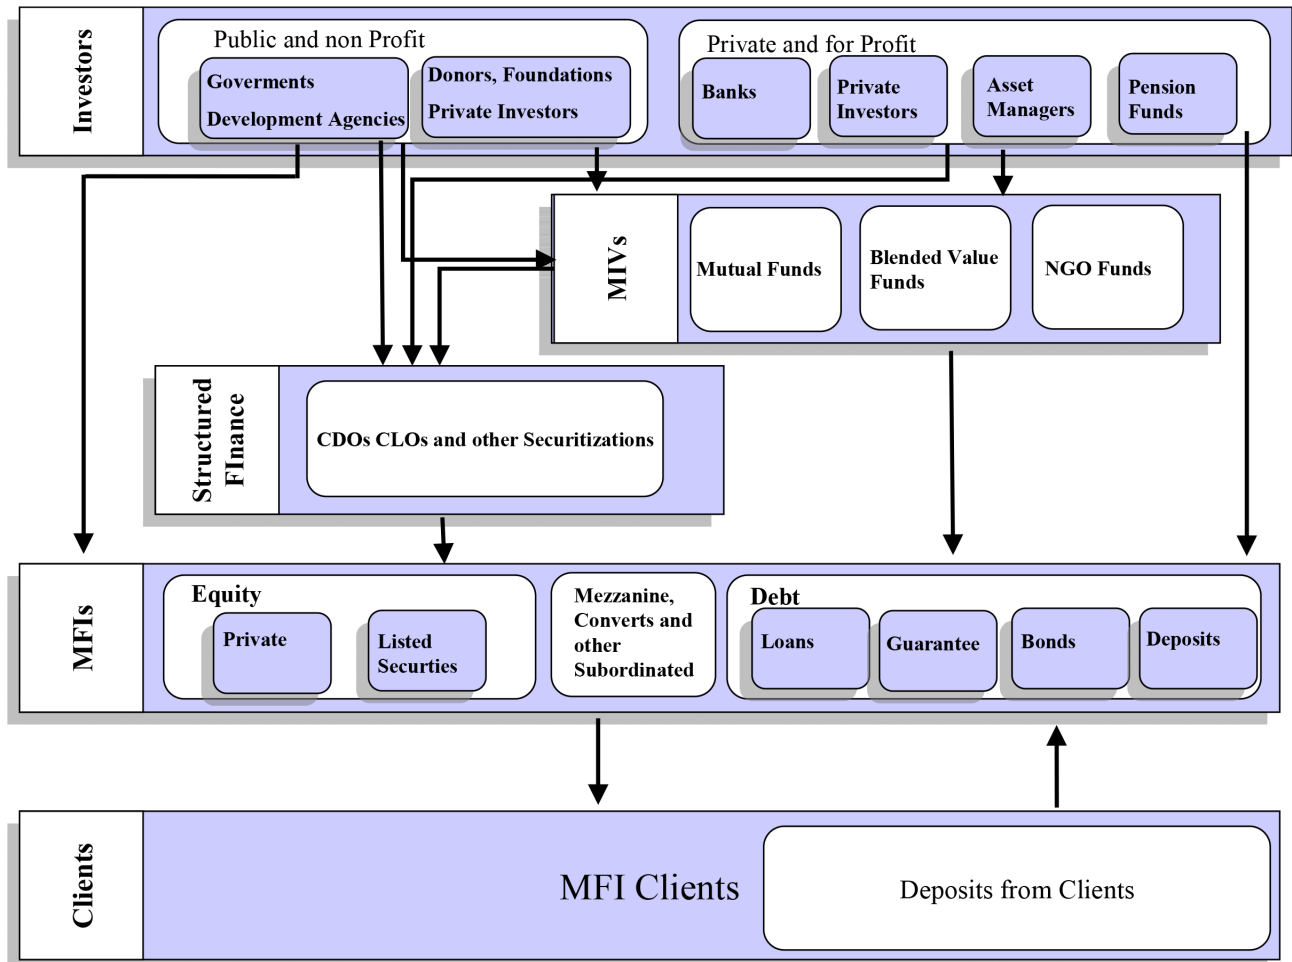 Investors
Public and non Profit
Goverments
Development Agencies
Donors, Foundations
Private Investors
Private and for Profit
Banks
Private
Investors
Asset
Managers
Pension
Funds
MIVs
Mutual Funds
Blended Value
Funds
NGO Funds
Structured
FInance
CDOs CLOs and other Securitizations
MFIs
Equity
Private
Listed
Securties
Mezzanine,
Converts and
other
Subordinated
Debt
Loans
Guarantee
Bonds
Deposits
Clients
MFI Clients
Deposits from Clients